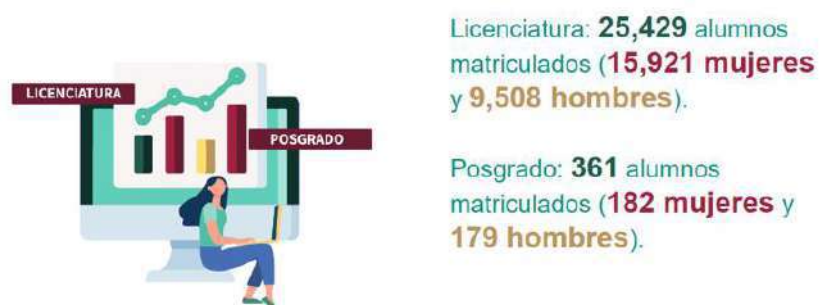 LICENCIATURA
POSGRADO
Licenciatura: 25,429 alumnos
matriculados (15,921 mujeres
y 9,508 hombres).
Posgrado: 361 alumnos
matriculados (182 mujeres y
179 hombres).